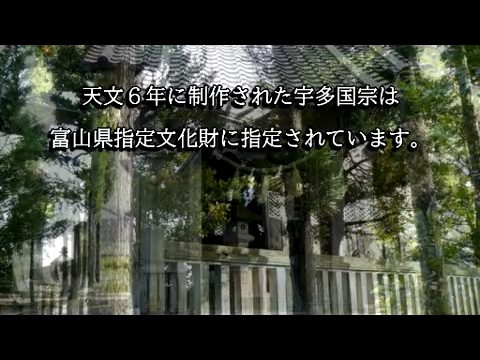 天文６年に制作された宇多国宗は
富山県指定文化財に指定されています。